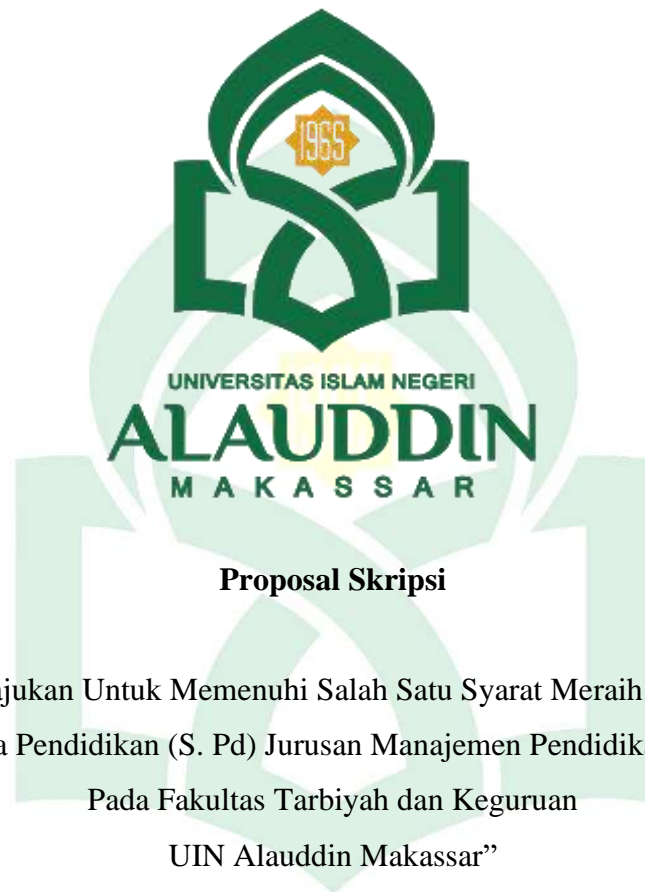 1965
UNIVERSITAS ISLAM NEGERI
ALAUDDIN
MAKASSAR
Proposal Skripsi
ajukan Untuk Memenuhi Salah Satu Syarat Meraih
a Pendidikan (S. Pd) Jurusan Manajemen Pendidika
Pada Fakultas Tarbiyah dan Keguruan
UIN Alauddin Makassar”